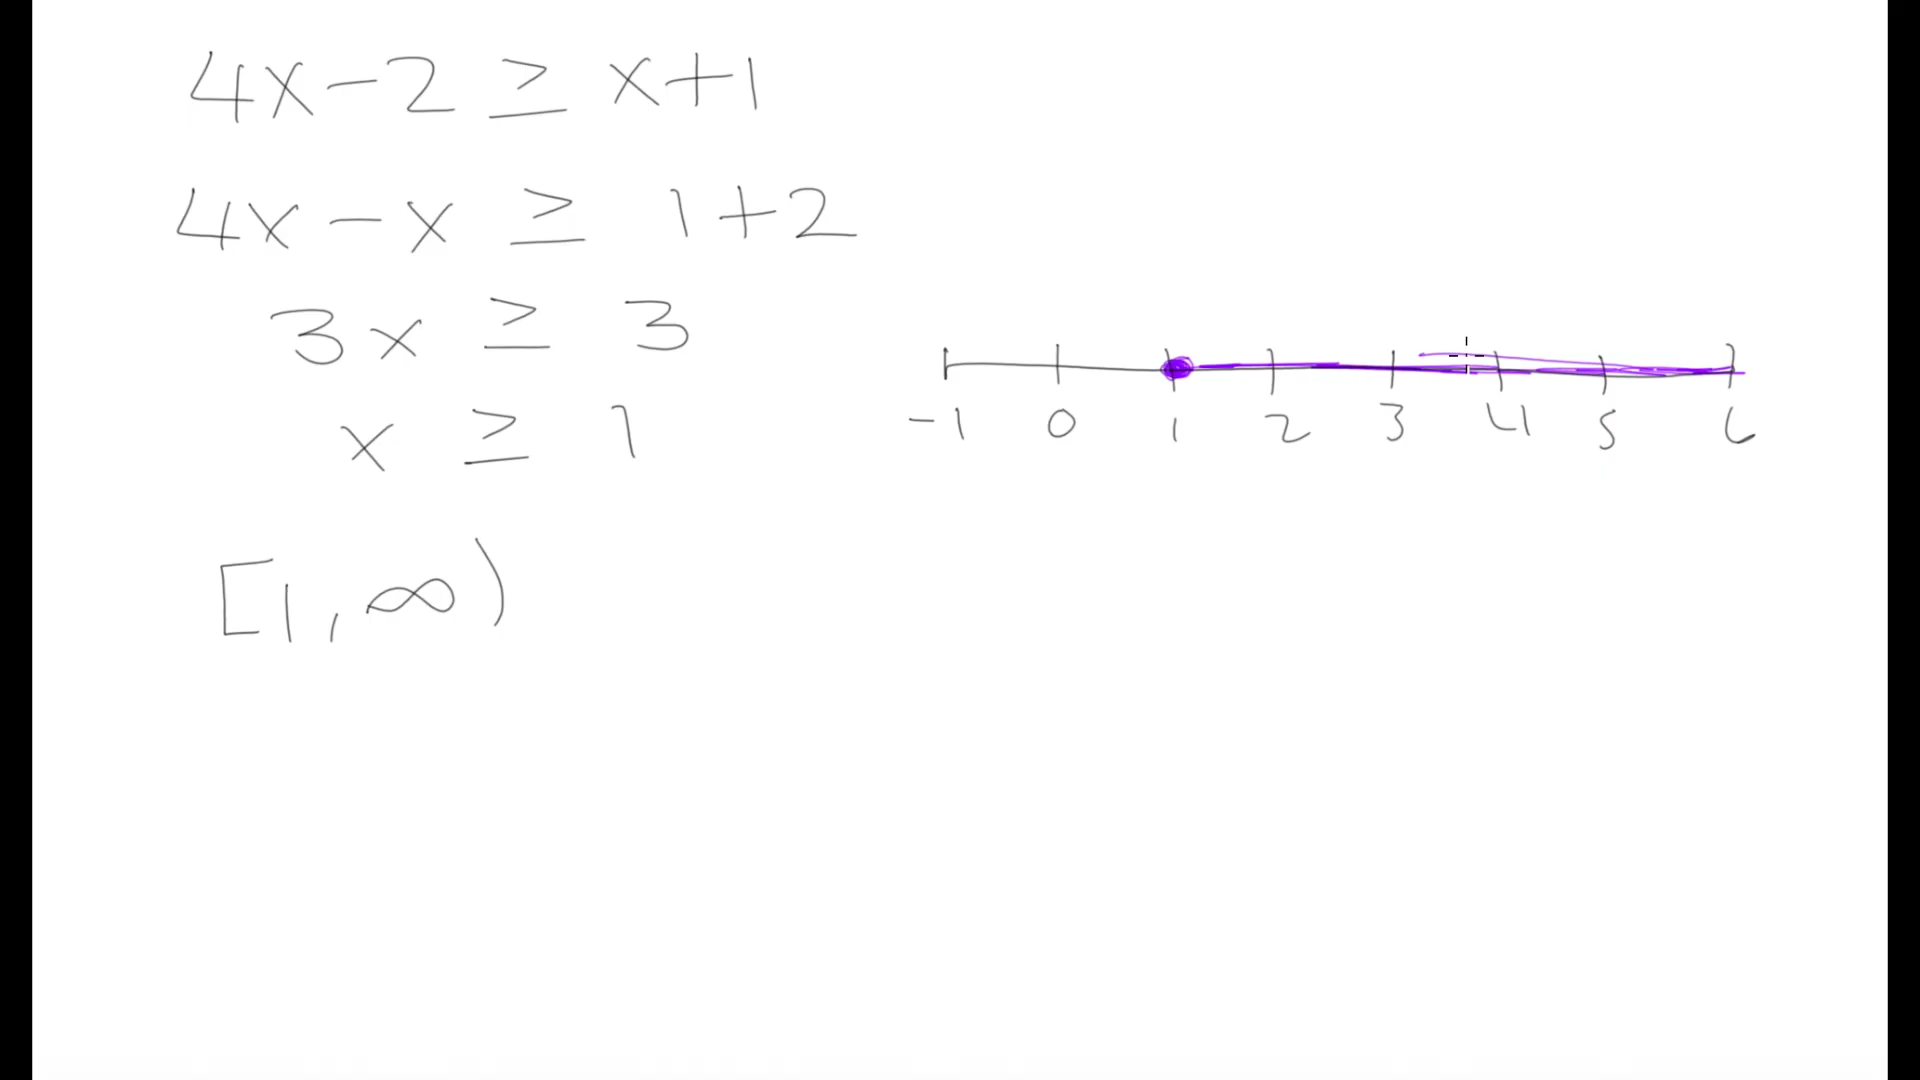 4x-2 ≥ x+1
4x-x ≥ 1+2
3x ≥ 3
x ≥ 1
[1,∞)
-1 0 1 2 3 4 5 6